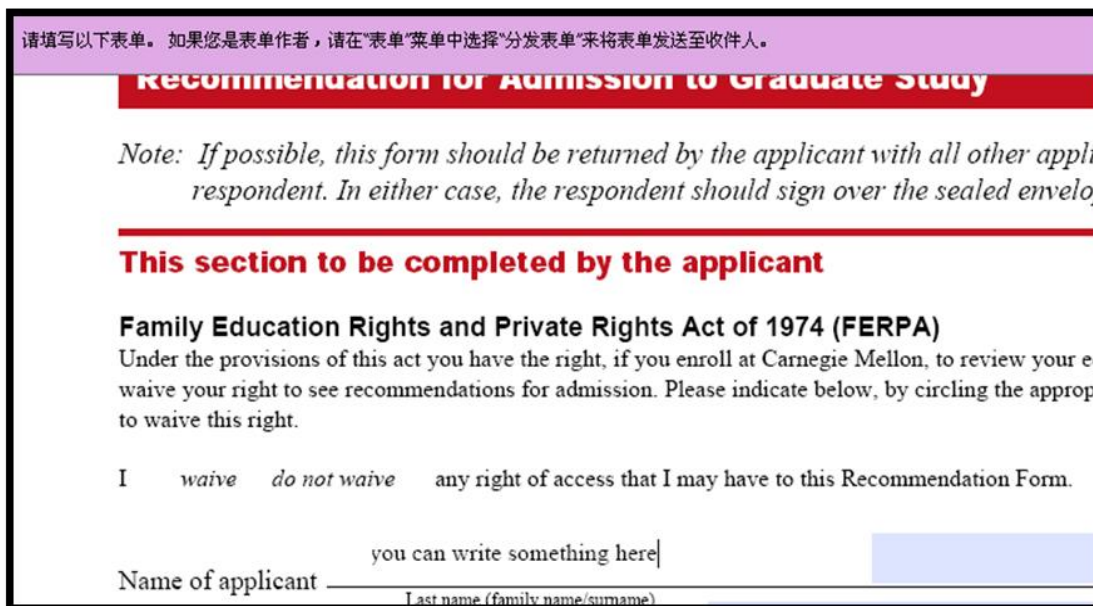 请填写以下表单。 如果您是表单作者，请在“表单”菜单中选择“分发表单”来将表单发送至收件人。
Recommendation for Admission to Graduate Study
Note: If possible, this form should be returned by the applicant with all other appli
respondent. In either case, the respondent should sign over the sealed envelo
This section to be completed by the applicant
Family Education Rights and Private Rights Act of 1974 (FERPA)
Under the provisions of this act you have the right, if you enroll at Carnegie Mellon, to review your e
waive your right to see recommendations for admission. Please indicate below, by circling the approp
to waive this right.
I waive do not waive any right of access that I may have to this Recommendation Form.
you can write something here
Name of applicant
Last name (family name/surname)